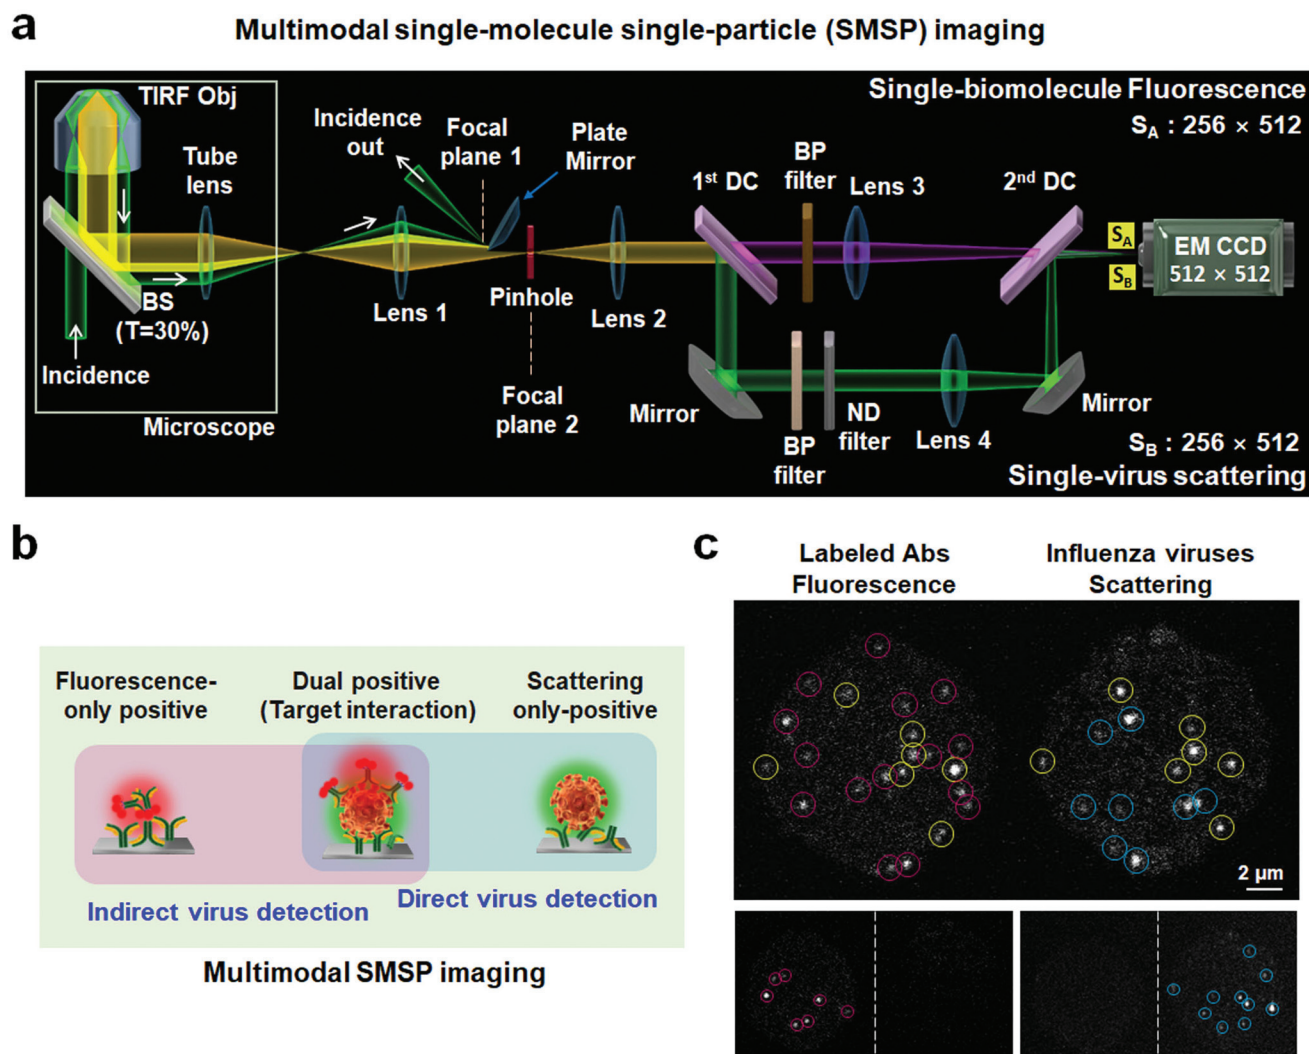 a
Multimodal single-molecule single-particle (SMSP) imaging
TIRF Obj
Tube
lens
BS
(T=30%)
Incidence
Microscope
Incidence
out
Focal
plane 1
Plate
Mirror
Lens 1
Pinhole
Focal
plane 2
Lens 2
1st DC
BP
filter
Lens 3
2nd DC
Single-biomolecule Fluorescence
SA : 256 × 512
SA
SB
EM CCD
512 × 512
Mirror
BP
filter
ND
filter
Lens 4
Mirror
SB : 256 × 512
Single-virus scattering
b
Fluorescence-
only positive
Dual positive
(Target interaction)
Scattering
only-positive
Indirect virus detection
Direct virus detection
Multimodal SMSP imaging
c
Labeled Abs
Fluorescence
Influenza viruses
Scattering
2 μm